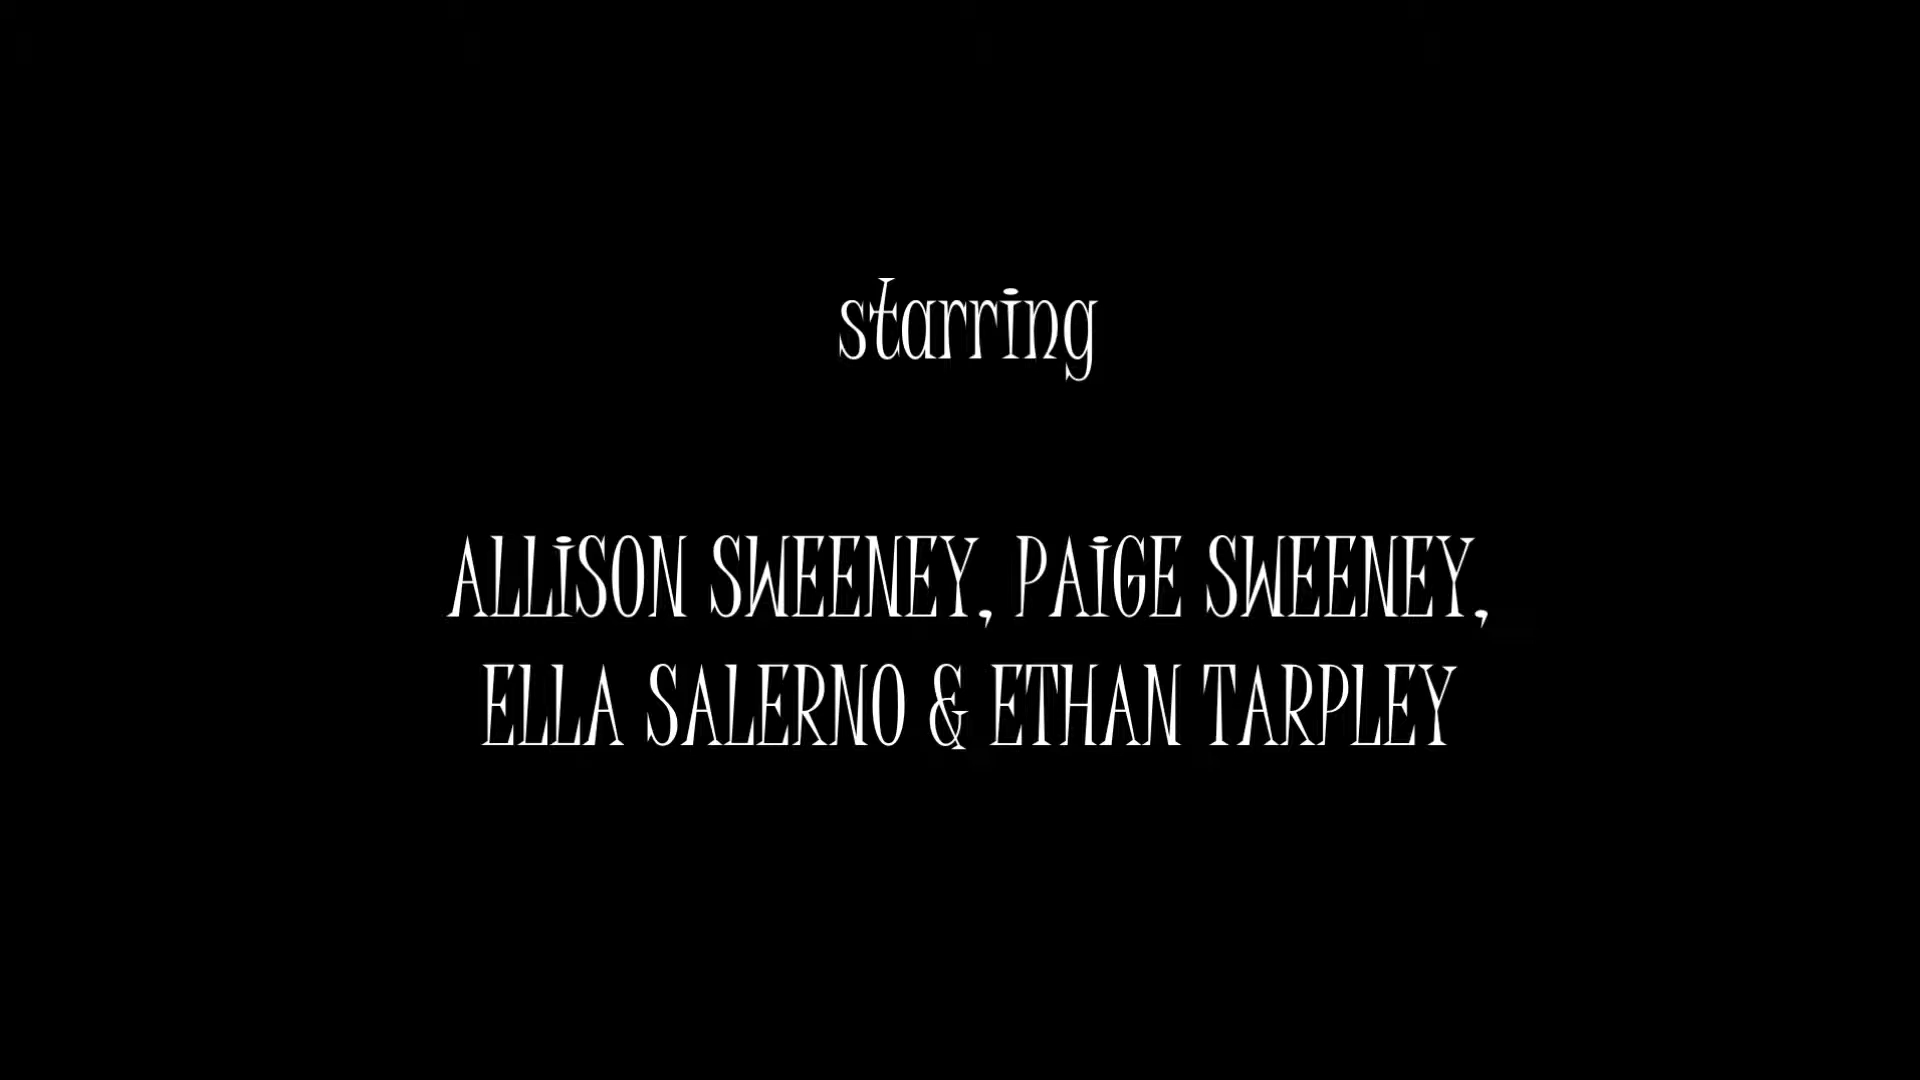 starring
ALLiSON SWEENEY, PAiGE SWEENEY,
ELLA SALERNO & ETHAN TARPLEY